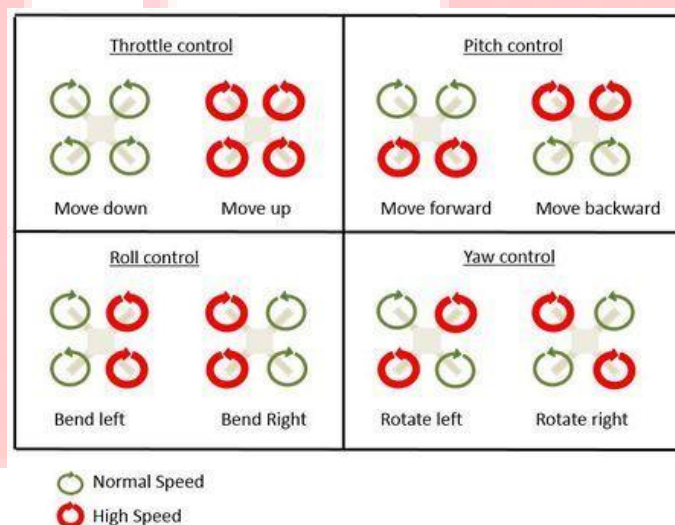 Throttle control
Move down Move up
Pitch control
Move forward Move backward
Roll control
Bend left Bend Right
Yaw control
Rotate left Rotate right
Normal Speed
High Speed